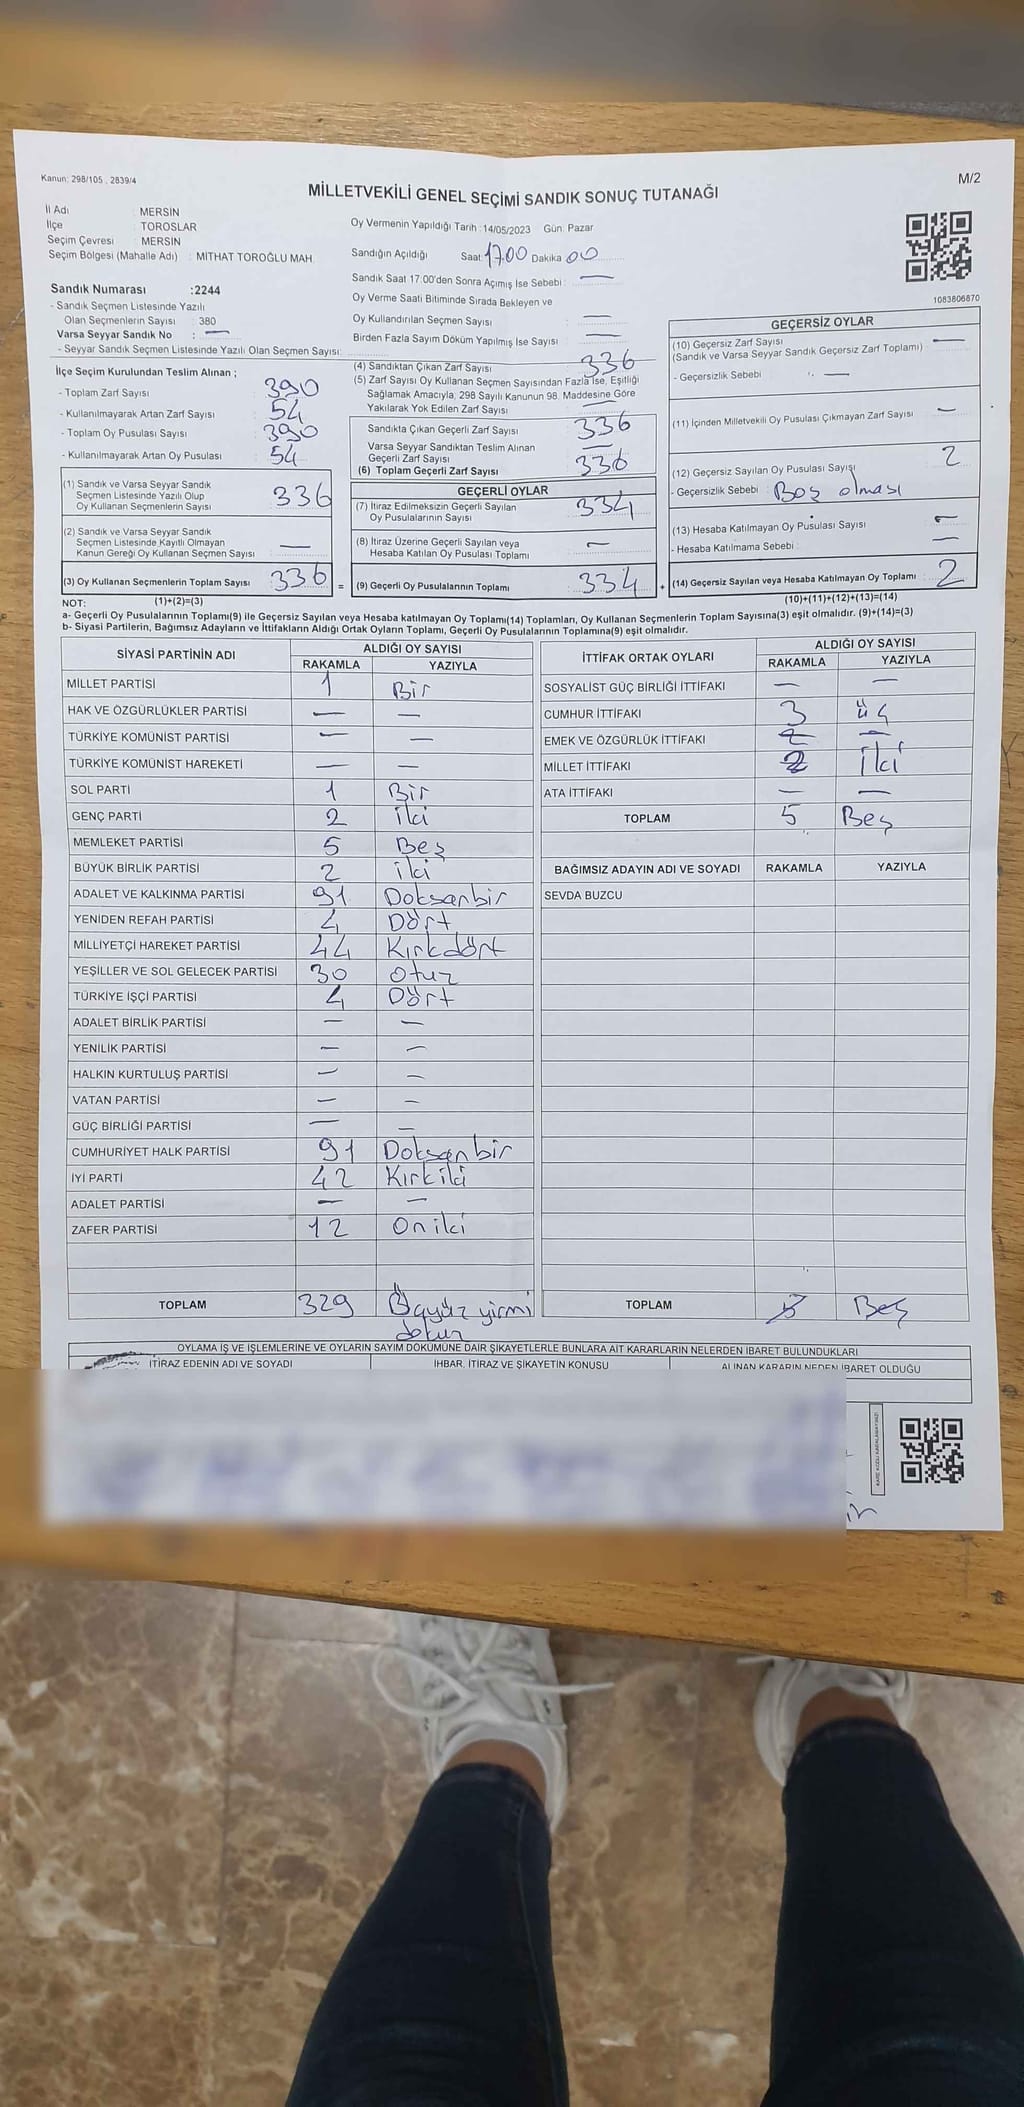 Kanun: 298/105 , 2839/4
M/2
MİLLETVEKİLİ GENEL SEÇİMİ SANDIK SONUÇ TUTANAĞI
İl Adı : MERSİN
İlçe : TOROSLAR
Seçim Çevresi : MERSİN
Seçim Bölgesi (Mahalle Adı) : MİTHAT TOROĞLU MAH.
Sandık Numarası :2244
- Sandık Seçmen Listesinde Yazılı
Olan Seçmenlerin Sayısı : 380
Varsa Seyyar Sandık No : —
- Seyyar Sandık Seçmen Listesinde Yazılı Olan Seçmen Sayısı:
Oy Vermenin Yapıldığı Tarih :14/05/2023 Gün: Pazar
Sandığın Açıldığı Saat 17.00 Dakika 00
Sandık Saat 17:00'den Sonra Açımış İse Sebebi : —
Oy Verme Saati Bitiminde Sırada Bekleyen ve
Oy Kullandırılan Seçmen Sayısı : —
Birden Fazla Sayım Döküm Yapılmış İse Sayısı : —
1083806870
İlçe Seçim Kurulundan Teslim Alınan ;
- Toplam Zarf Sayısı 390
- Kullanılmayarak Artan Zarf Sayısı 54
- Toplam Oy Pusulası Sayısı 390
- Kullanılmayarak Artan Oy Pusulası 54
(1) Sandık ve Varsa Seyyar Sandık
Seçmen Listesinde Yazılı Olup
Oy Kullanan Seçmenlerin Sayısı 336
(2) Sandık ve Varsa Seyyar Sandık
Seçmen Listesinde Kayıtlı Olmayan
Kanun Gereği Oy Kullanan Seçmen Sayısı —
(3) Oy Kullanan Seçmenlerin Toplam Sayısı 336 =
(1)+(2)=(3)
(4) Sandıktan Çıkan Zarf Sayısı 336
(5) Zarf Sayısı Oy Kullanan Seçmen Sayısından Fazla İse, Eşitliği
Sağlamak Amacıyla, 298 Sayılı Kanunun 98. Maddesine Göre
Yakılarak Yok Edilen Zarf Sayısı —
Sandıkta Çıkan Geçerli Zarf Sayısı 336
Varsa Seyyar Sandıktan Teslim Alınan
Geçerli Zarf Sayısı —
(6) Toplam Geçerli Zarf Sayısı 336
GEÇERLİ OYLAR
(7) İtiraz Edilmeksizin Geçerli Sayılan
Oy Pusulalarının Sayısı 334
(8) İtiraz Üzerine Geçerli Sayılan veya
Hesaba Katılan Oy Pusulası Toplamı —
(9) Geçerli Oy Pusulalarının Toplamı 334 +
GEÇERSİZ OYLAR
(10) Geçersiz Zarf Sayısı —
(Sandık ve Varsa Seyyar Sandık Geçersiz Zarf Toplamı)
- Geçersizlik Sebebi : —
(11) İçinden Milletvekili Oy Pusulası Çıkmayan Zarf Sayısı —
(12) Geçersiz Sayılan Oy Pusulası Sayısı 2
- Geçersizlik Sebebi : Boş olması
(13) Hesaba Katılmayan Oy Pusulası Sayısı —
- Hesaba Katılmama Sebebi : —
(14) Geçersiz Sayılan veya Hesaba Katılmayan Oy Toplamı 2
(10)+(11)+(12)+(13)=(14)
NOT:
a- Geçerli Oy Pusulalarının Toplamı(9) ile Geçersiz Sayılan veya Hesaba katılmayan Oy Toplamı(14) Toplamları, Oy Kullanan Seçmenlerin Toplam Sayısına(3) eşit olmalıdır. (9)+(14)=(3)
b- Siyasi Partilerin, Bağımsız Adayların ve İttifakların Aldığı Ortak Oyların Toplamı, Geçerli Oy Pusulalarının Toplamına(9) eşit olmalıdır.
SİYASİ PARTİNİN ADI ALDIĞI OY SAYISI
RAKAMLA YAZIYLA
MİLLET PARTİSİ 1 Bir
HAK VE ÖZGÜRLÜKLER PARTİSİ — —
TÜRKİYE KOMÜNİST PARTİSİ — —
TÜRKİYE KOMÜNİST HAREKETİ — —
SOL PARTİ 1 Bir
GENÇ PARTİ 2 iki
MEMLEKET PARTİSİ 5 Beş
BÜYÜK BİRLİK PARTİSİ 2 iki
ADALET VE KALKINMA PARTİSİ 91 Doksanbir
YENİDEN REFAH PARTİSİ 4 Dört
MİLLİYETÇİ HAREKET PARTİSİ 44 Kırkdört
YEŞİLLER VE SOL GELECEK PARTİSİ 30 Otuz
TÜRKİYE İŞÇİ PARTİSİ 4 Dört
ADALET BİRLİK PARTİSİ — —
YENİLİK PARTİSİ — —
HALKIN KURTULUŞ PARTİSİ — —
VATAN PARTİSİ — —
GÜÇ BİRLİĞİ PARTİSİ — —
CUMHURİYET HALK PARTİSİ 91 Doksanbir
İYİ PARTİ 42 Kırkiki
ADALET PARTİSİ — —
ZAFER PARTİSİ 12 Oniki
TOPLAM 329 Üçyüz yirmi
dokuz
İTTİFAK ORTAK OYLARI ALDIĞI OY SAYISI
RAKAMLA YAZIYLA
SOSYALİST GÜÇ BİRLİĞİ İTTİFAKI — —
CUMHUR İTTİFAKI 3 üç
EMEK VE ÖZGÜRLÜK İTTİFAKI —
MİLLET İTTİFAKI 2 iki
ATA İTTİFAKI — —
TOPLAM 5 Beş
BAĞIMSIZ ADAYIN ADI VE SOYADI RAKAMLA YAZIYLA
SEVDA BUZCU
TOPLAM 5 Beş
OYLAMA İŞ VE İŞLEMLERİNE VE OYLARIN SAYIM DÖKÜMÜNE DAİR ŞİKAYETLERLE BUNLARA AİT KARARLARIN NELERDEN İBARET BULUNDUKLARI
İTİRAZ EDENİN ADI VE SOYADI İHBAR, İTİRAZ VE ŞİKAYETİN KONUSU ALINAN KARARIN NEDEN İBARET OLDUĞU